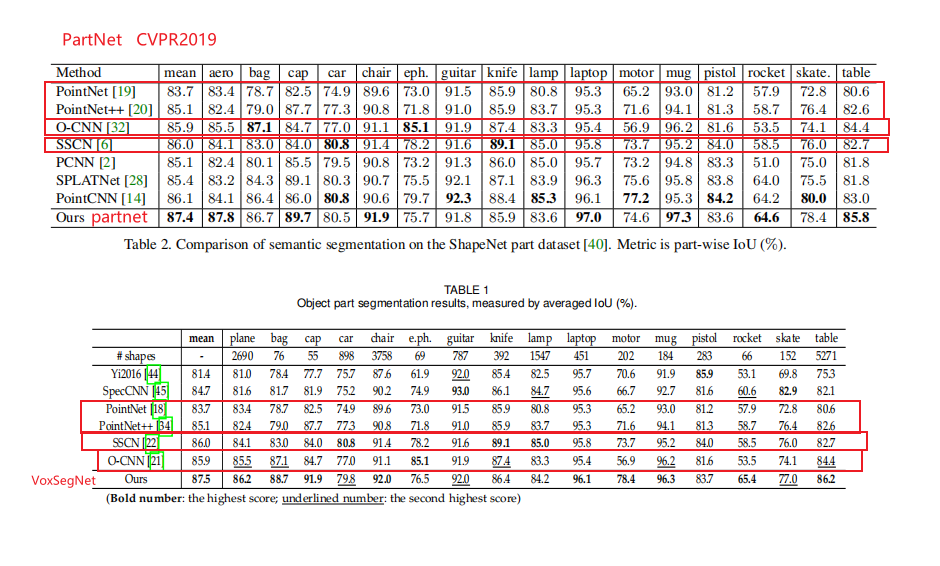 PartNet CVPR2019
Method mean aero bag cap car chair eph. guitar knife lamp laptop motor mug pistol rocket skate. table
PointNet [19] 83.7 83.4 78.7 82.5 74.9 89.6 73.0 91.5 85.9 80.8 95.3 65.2 93.0 81.2 57.9 72.8 80.6
PointNet++ [20] 85.1 82.4 79.0 87.7 77.3 90.8 71.8 91.0 85.9 83.7 95.3 71.6 94.1 81.3 58.7 76.4 82.6
O-CNN [32] 85.9 85.5 87.1 84.7 77.0 91.1 85.1 91.9 87.4 83.3 95.4 56.9 96.2 81.6 53.5 74.1 84.4
SSCN [6] 86.0 84.1 83.0 84.0 80.8 91.4 78.2 91.6 89.1 85.0 95.8 73.7 95.2 84.0 58.5 76.0 82.7
PCNN [2] 85.1 82.4 80.1 85.5 79.5 90.8 73.2 91.3 86.0 85.0 95.7 73.2 94.8 83.3 51.0 75.0 81.8
SPLATNet [28] 85.4 83.2 84.3 89.1 80.3 90.7 75.5 92.1 87.1 83.9 96.3 75.6 95.8 83.8 64.0 75.5 81.8
PointCNN [14] 86.1 84.1 86.4 86.0 80.8 90.6 79.7 92.3 88.4 85.3 96.1 77.2 95.3 84.2 64.2 80.0 83.0
Ours partnet 87.4 87.8 86.7 89.7 80.5 91.9 75.7 91.8 85.9 83.6 97.0 74.6 97.3 83.6 64.6 78.4 85.8
Table 2. Comparison of semantic segmentation on the ShapeNet part dataset [40]. Metric is part-wise IoU (%).
TABLE 1
Object part segmentation results, measured by averaged IoU (%).
mean plane bag cap car chair e.ph. guitar knife lamp laptop motor mug pistol rocket skate table
# shapes - 2690 76 55 898 3758 69 787 392 1547 451 202 184 283 66 152 5271
Yi2016 [44] 81.4 81.0 78.4 77.7 75.7 87.6 61.9 92.0 85.4 82.5 95.7 70.6 91.9 85.9 53.1 69.8 75.3
SpecCNN [45] 84.7 81.6 81.7 81.9 75.2 90.2 74.9 93.0 86.1 84.7 95.6 66.7 92.7 81.6 60.6 82.9 82.1
PointNet [18] 83.7 83.4 78.7 82.5 74.9 89.6 73.0 91.5 85.9 80.8 95.3 65.2 93.0 81.2 57.9 72.8 80.6
PointNet++ [34] 85.1 82.4 79.0 87.7 77.3 90.8 71.8 91.0 85.9 83.7 95.3 71.6 94.1 81.3 58.7 76.4 82.6
SSCN [22] 86.0 84.1 83.0 84.0 80.8 91.4 78.2 91.6 89.1 85.0 95.8 73.7 95.2 84.0 58.5 76.0 82.7
O-CNN [21] 85.9 85.5 87.1 84.7 77.0 91.1 85.1 91.9 87.4 83.3 95.4 56.9 96.2 81.6 53.5 74.1 84.4
VoxSegNet Ours 87.5 86.2 88.7 91.9 79.8 92.0 76.5 92.0 86.4 84.2 96.1 78.4 96.3 83.7 65.4 77.0 86.2
(Bold number: the highest score; underlined number: the second highest score)